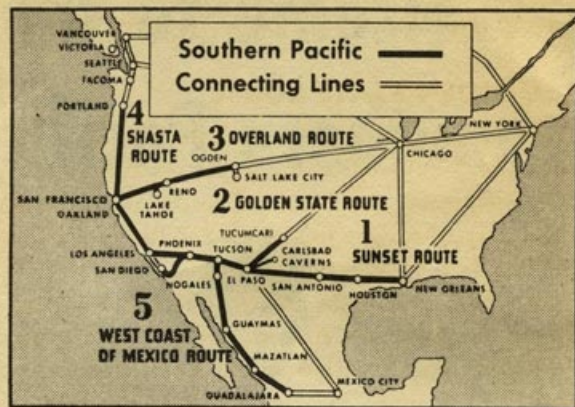 VANCOUVER
VICTORIA
SEATTLE
TACOMA
PORTLAND
Southern Pacific
Connecting Lines
4
SHASTA
ROUTE
3 OVERLAND ROUTE
OGDEN
SALT LAKE CITY
NEW YORK
CHICAGO
SAN FRANCISCO
OAKLAND
RENO
LAKE
TAHOE
2 GOLDEN STATE ROUTE
TUCUMCARI
1
SUNSET ROUTE
LOS ANGELES
SAN DIEGO
PHOENIX
TUCSON
CARLSBAD
CAVERNS
NOGALES
EL PASO
SAN ANTONIO
HOUSTON
NEW ORLEANS
5
WEST COAST
OF MEXICO ROUTE
GUAYMAS
MAZATLAN
GUADALAJARA
MEXICO CITY